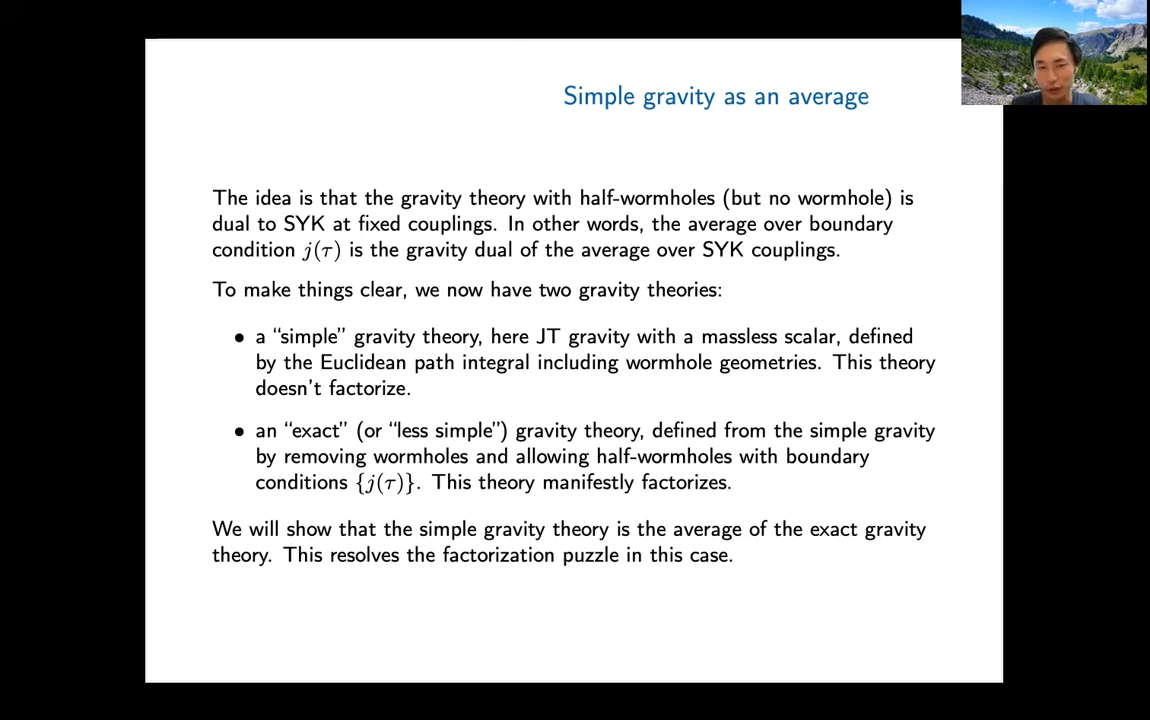 Simple gravity as an average
The idea is that the gravity theory with half-wormholes (but no wormhole) is
dual to SYK at fixed couplings. In other words, the average over boundary
condition j(τ) is the gravity dual of the average over SYK couplings.
To make things clear, we now have two gravity theories:
• a “simple” gravity theory, here JT gravity with a massless scalar, defined
by the Euclidean path integral including wormhole geometries. This theory
doesn’t factorize.
• an “exact” (or “less simple”) gravity theory, defined from the simple gravity
by removing wormholes and allowing half-wormholes with boundary
conditions {j(τ)}. This theory manifestly factorizes.
We will show that the simple gravity theory is the average of the exact gravity
theory. This resolves the factorization puzzle in this case.